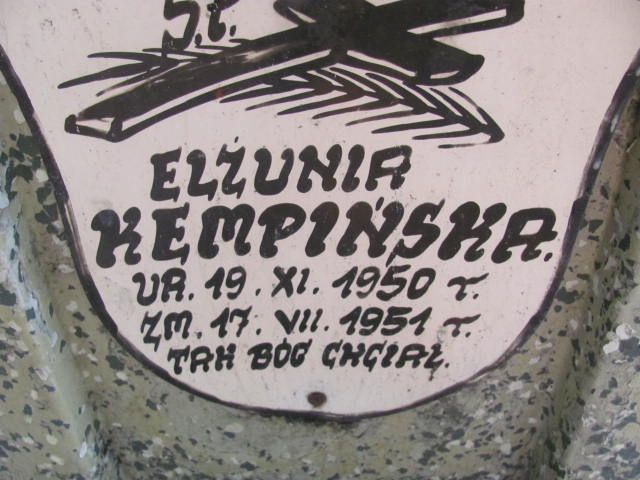 Ś.P.
ELŻUNIA
KEMPIŃSKA.
UR. 19. XI. 1950 r.
ZM. 17. VII. 1951 r.
TAK BÓG CHCIAŁ.